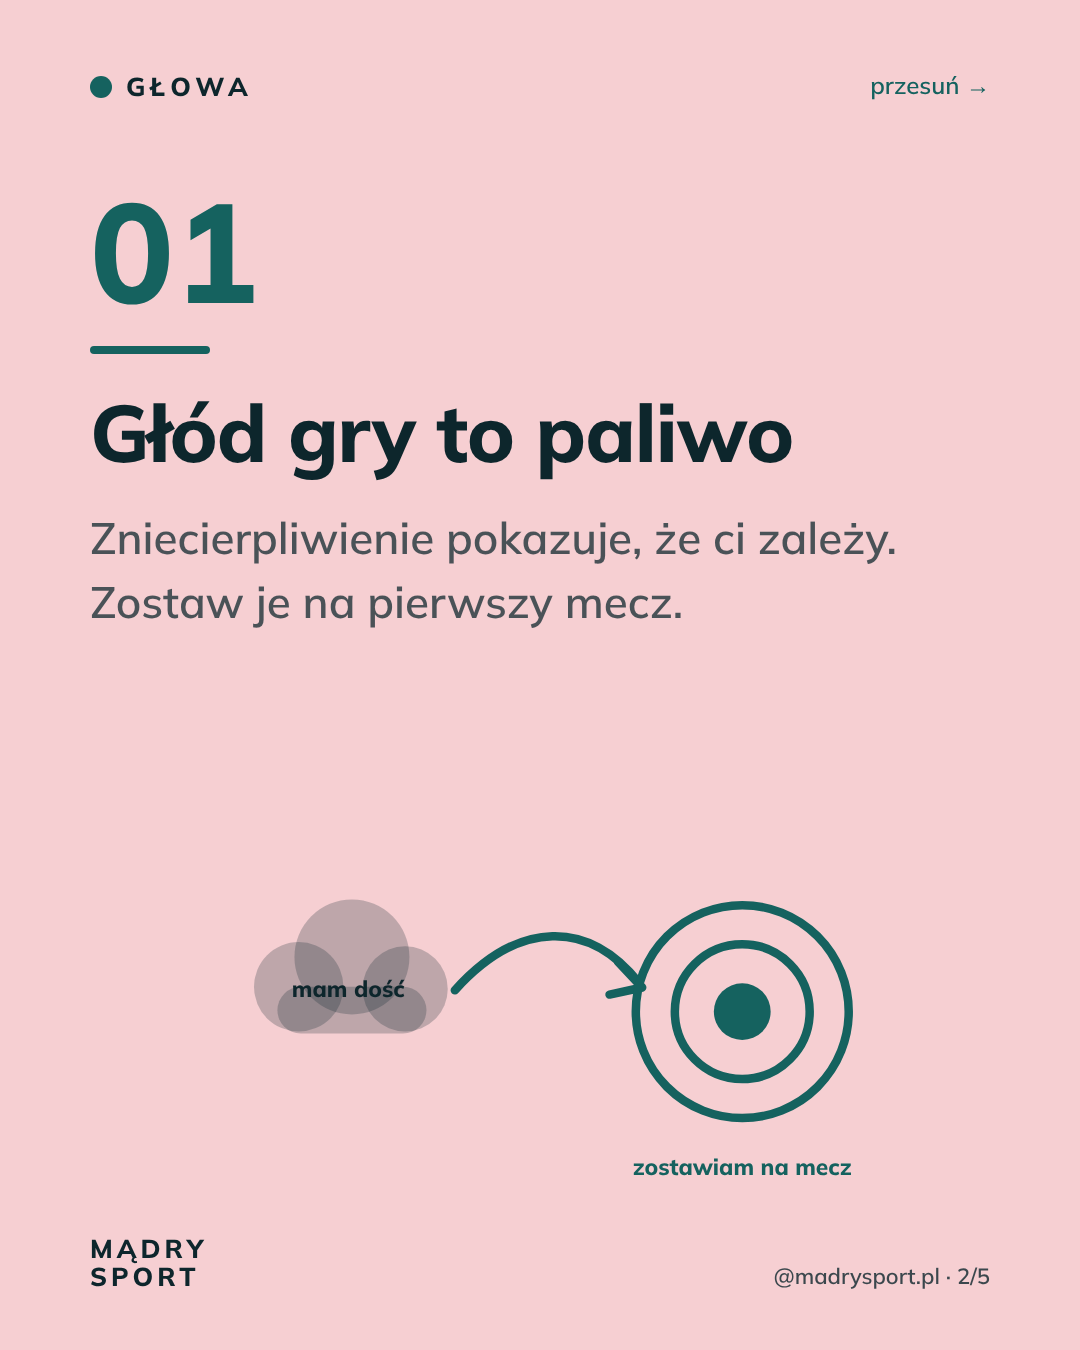 GŁOWA
przesuń →
01
Głód gry to paliwo
Zniecierpliwienie pokazuje, że ci zależy.
Zostaw je na pierwszy mecz.
mam dość
zostawiam na mecz
MĄDRY
SPORT
@madrysport.pl · 2/5